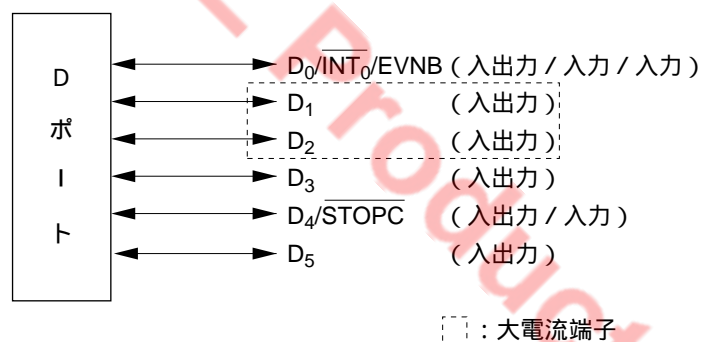 D
ポ
ー
ト
D0/INT0/EVNB ( 入出力 / 入力 / 入力 )
D1 ( 入出力 )
D2 ( 入出力 )
D3 ( 入出力 )
D4/STOPC ( 入出力 / 入力 )
D5 ( 入出力 )
: 大電流端子
Product